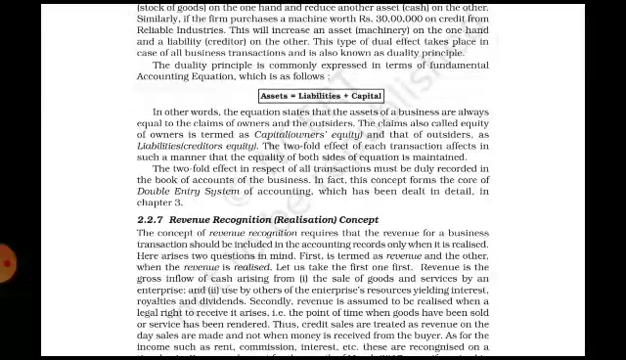 (stock of goods) on the one hand and reduce another asset (cash) on the other.
Similarly, if the firm purchases a machine worth Rs. 30,00,000 on credit from
Reliable Industries. This will increase an asset (machinery) on the one hand
and a liability (creditor) on the other. This type of dual effect takes place in
case of all business transactions and is also known as duality principle.
The duality principle is commonly expressed in terms of fundamental
Accounting Equation, which is as follows :
Assets = Liabilities + Capital
In other words, the equation states that the assets of a business are always
equal to the claims of owners and the outsiders. The claims also called equity
of owners is termed as Capital(owners' equity) and that of outsiders, as
Liabilities(creditors equity). The two-fold effect of each transaction affects in
such a manner that the equality of both sides of equation is maintained.
The two-fold effect in respect of all transactions must be duly recorded in
the book of accounts of the business. In fact, this concept forms the core of
Double Entry System of accounting, which has been dealt in detail, in
chapter 3.
2.2.7 Revenue Recognition (Realisation) Concept
The concept of revenue recognition requires that the revenue for a business
transaction should be included in the accounting records only when it is realised.
Here arises two questions in mind. First, is termed as revenue and the other,
when the revenue is realised. Let us take the first one first. Revenue is the
gross inflow of cash arising from (i) the sale of goods and services by an
enterprise; and (ii) use by others of the enterprise's resources yielding interest,
royalties and dividends. Secondly, revenue is assumed to be realised when a
legal right to receive it arises, i.e. the point of time when goods have been sold
or service has been rendered. Thus, credit sales are treated as revenue on the
day sales are made and not when money is received from the buyer. As for the
income such as rent, commission, interest, etc. these are recognised on a